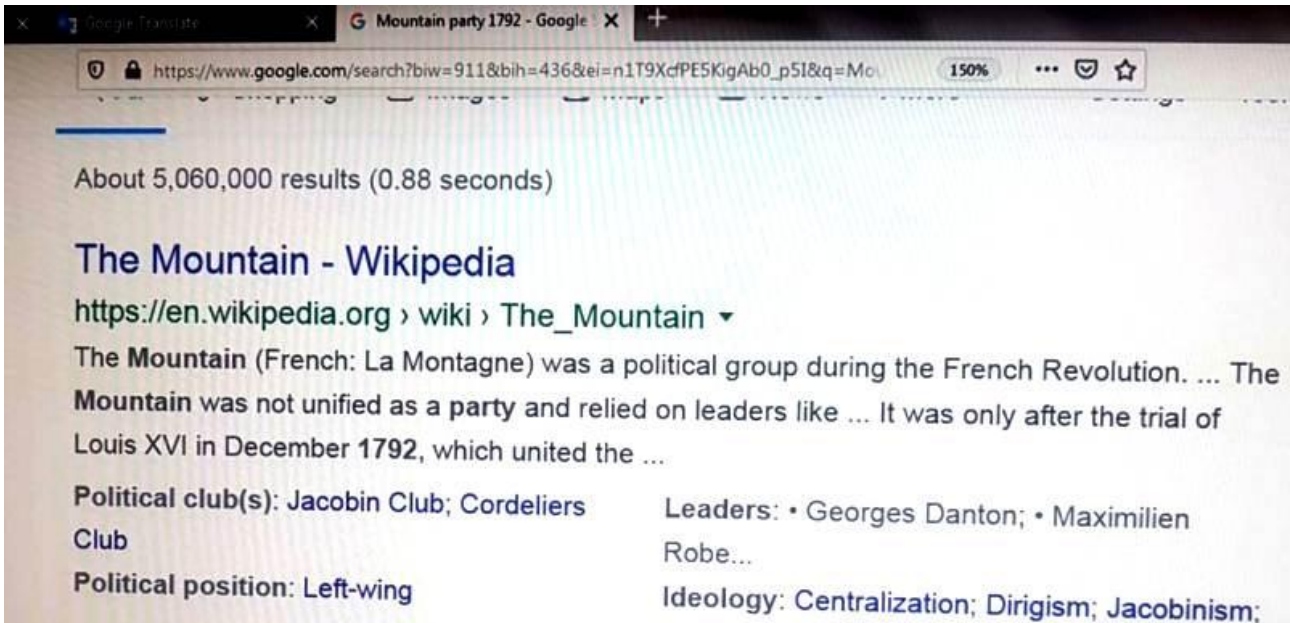 Google Translate
G Mountain party 1792 - Google
https://www.google.com/search?biw=911&bih=436&ei=n1T9XdfPE5KigAb0_p5I&q=Mou 150%
About 5,060,000 results (0.88 seconds)
The Mountain - Wikipedia
https://en.wikipedia.org › wiki › The_Mountain
The Mountain (French: La Montagne) was a political group during the French Revolution. ... The
Mountain was not unified as a party and relied on leaders like ... It was only after the trial of
Louis XVI in December 1792, which united the ...
Political club(s): Jacobin Club; Cordeliers
Club
Political position: Left-wing
Leaders: • Georges Danton; • Maximilien
Robe...
Ideology: Centralization; Dirigism; Jacobinism;